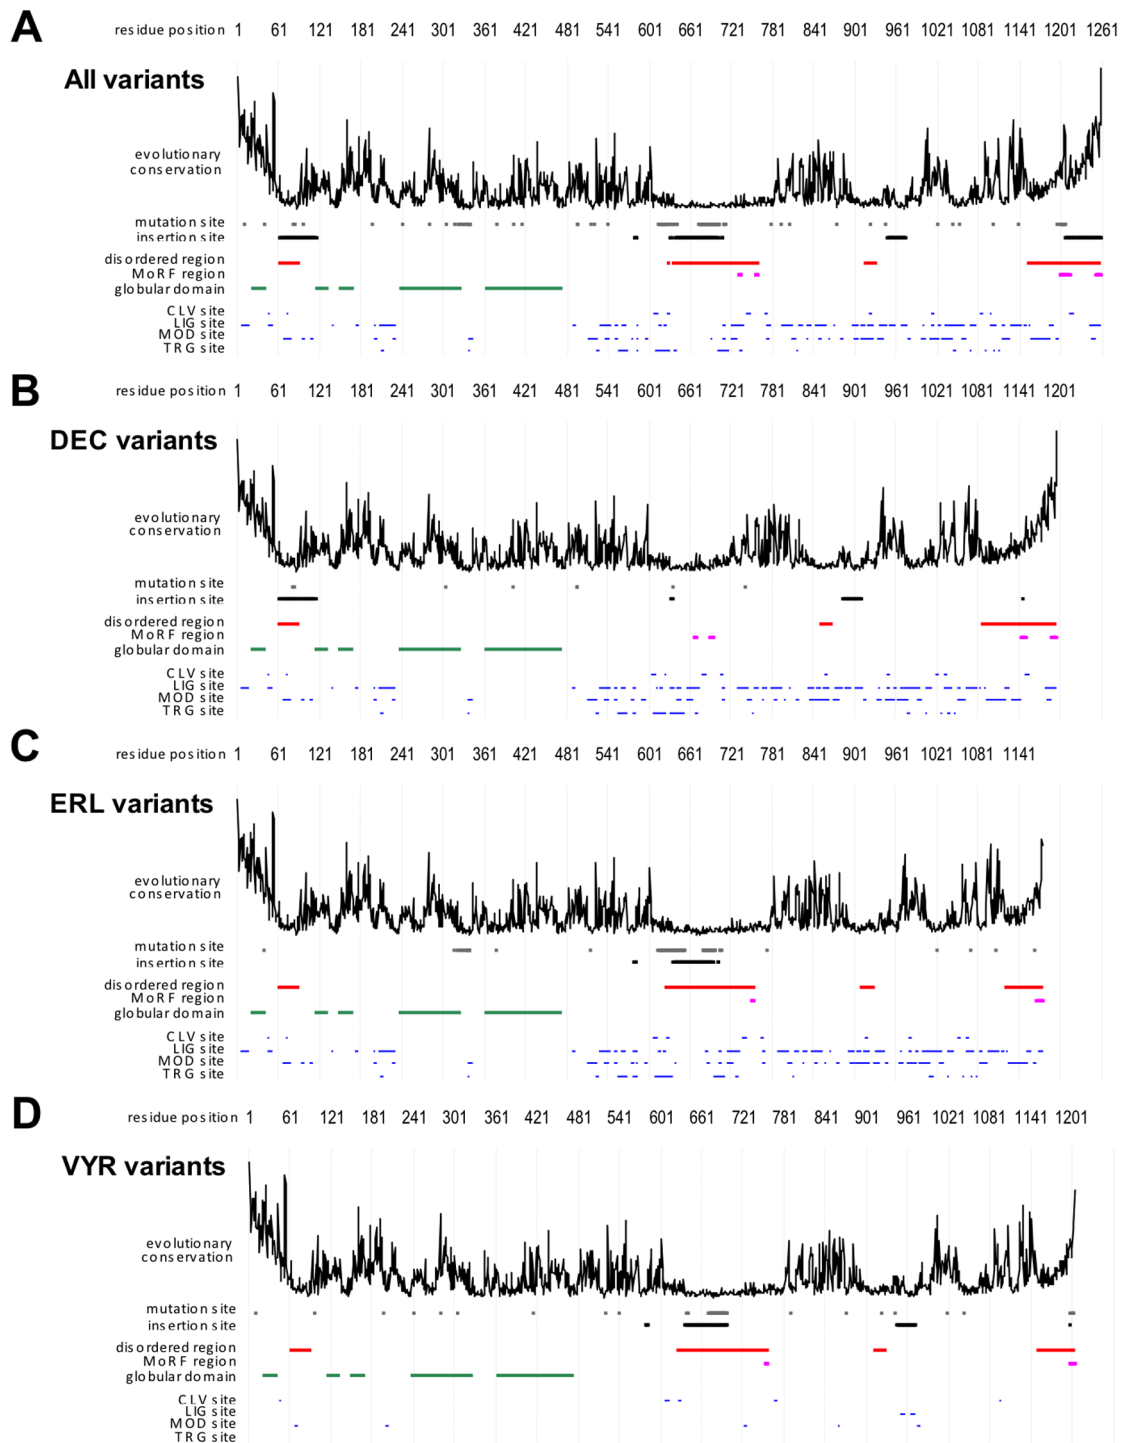 A
residue position 1 61 121 181 241 301 361 421 481 541 601 661 721 781 841 901 961 1021 1081 1141 1201 1261
All variants
evolutionary
conservation
mutation site
insertion site
disordered region
MoRF region
globular domain
CLV site
LIG site
MOD site
TRG site
B
residue position 1 61 121 181 241 301 361 421 481 541 601 661 721 781 841 901 961 1021 1081 1141 1201
DEC variants
evolutionary
conservation
mutation site
insertion site
disordered region
MoRF region
globular domain
CLV site
LIG site
MOD site
TRG site
C
residue position 1 61 121 181 241 301 361 421 481 541 601 661 721 781 841 901 961 1021 1081 1141
ERL variants
evolutionary
conservation
mutation site
insertion site
disordered region
MoRF region
globular domain
CLV site
LIG site
MOD site
TRG site
D
residue position 1 61 121 181 241 301 361 421 481 541 601 661 721 781 841 901 961 1021 1081 1141 1201
VYR variants
evolutionary
conservation
mutation site
insertion site
disordered region
MoRF region
globular domain
CLV site
LIG site
MOD site
TRG site